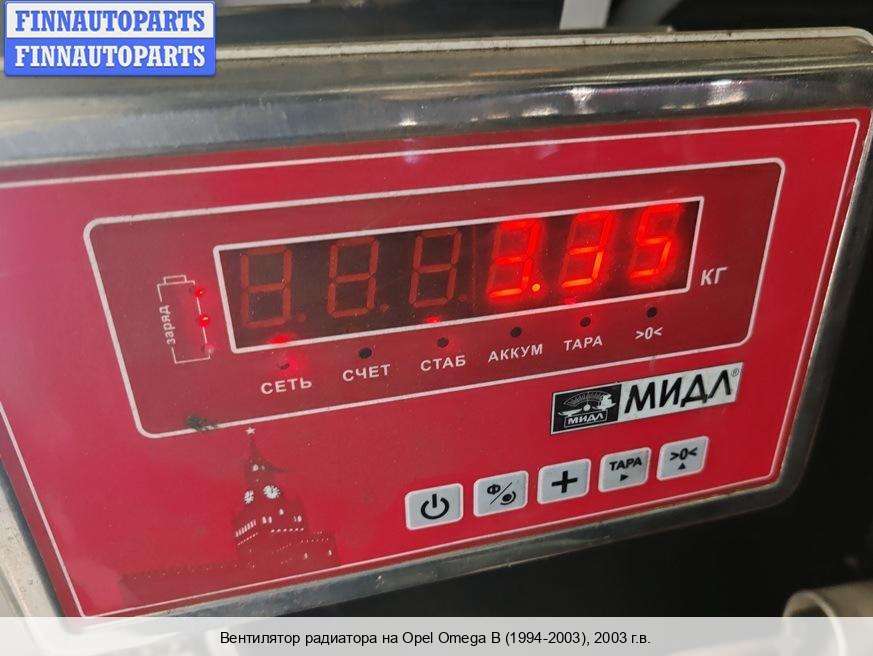 FINNAUTOPARTS
FINNAUTOPARTS
3.35 КГ
заряд
СЕТЬ СЧЕТ СТАБ АККУМ ТАРА >0<
МИДЛ МИДЛ®
Ф ТАРА >0<
Вентилятор радиатора на Opel Omega B (1994-2003), 2003 г.в.